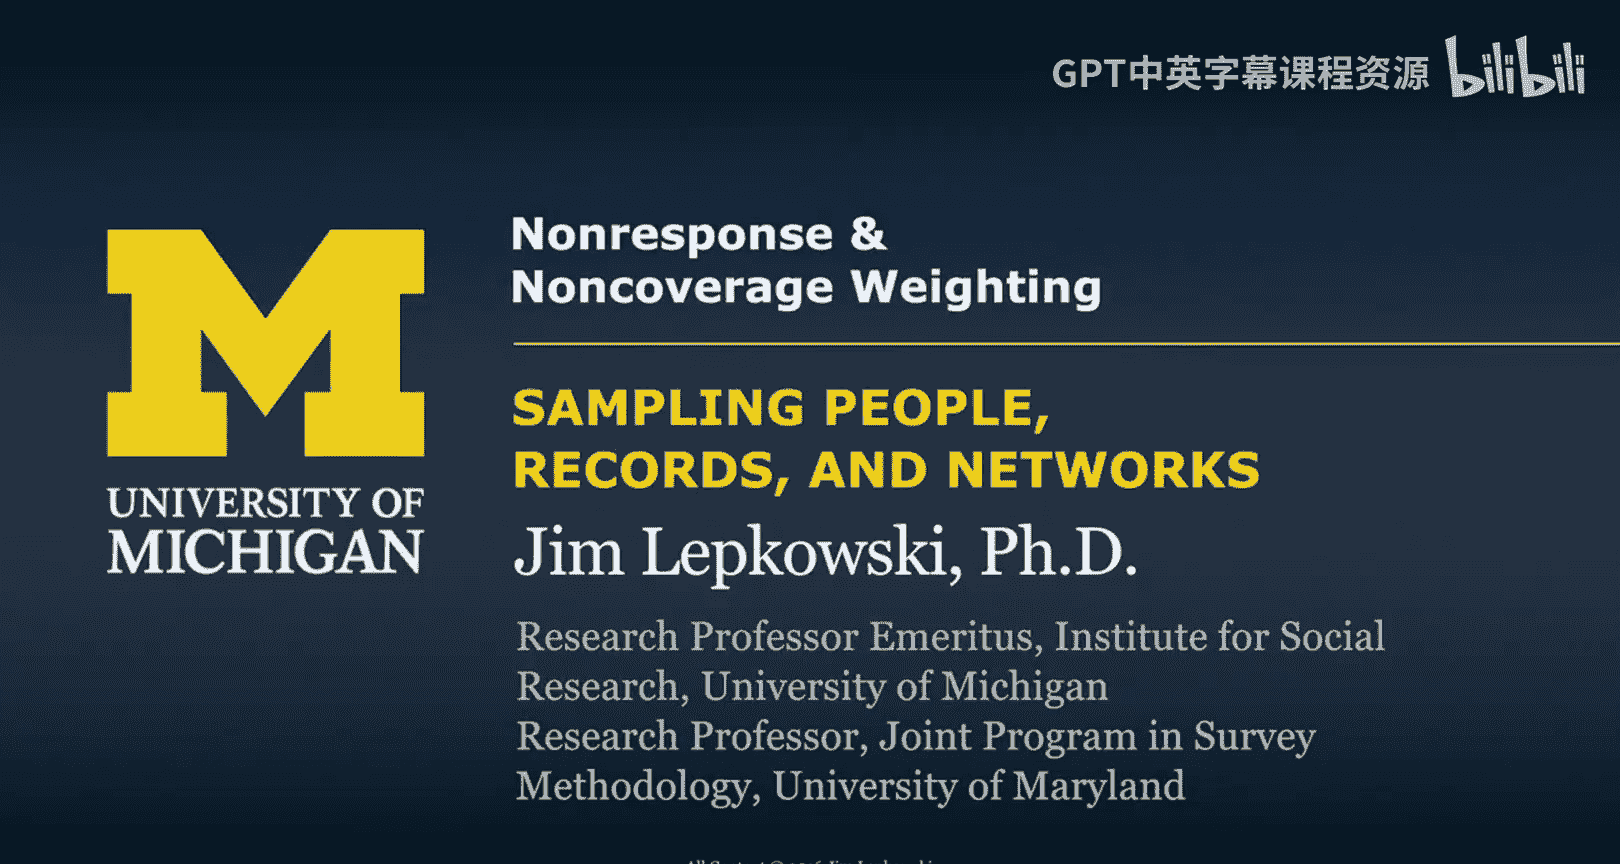 GPT中英字幕课程资源 bilibili
Nonresponse &
Noncoverage Weighting
SAMPLING PEOPLE,
RECORDS, AND NETWORKS
UNIVERSITY OF
MICHIGAN
Jim Lepkowski, Ph.D.
Research Professor Emeritus, Institute for Social
Research, University of Michigan
Research Professor, Joint Program in Survey
Methodology, University of Maryland